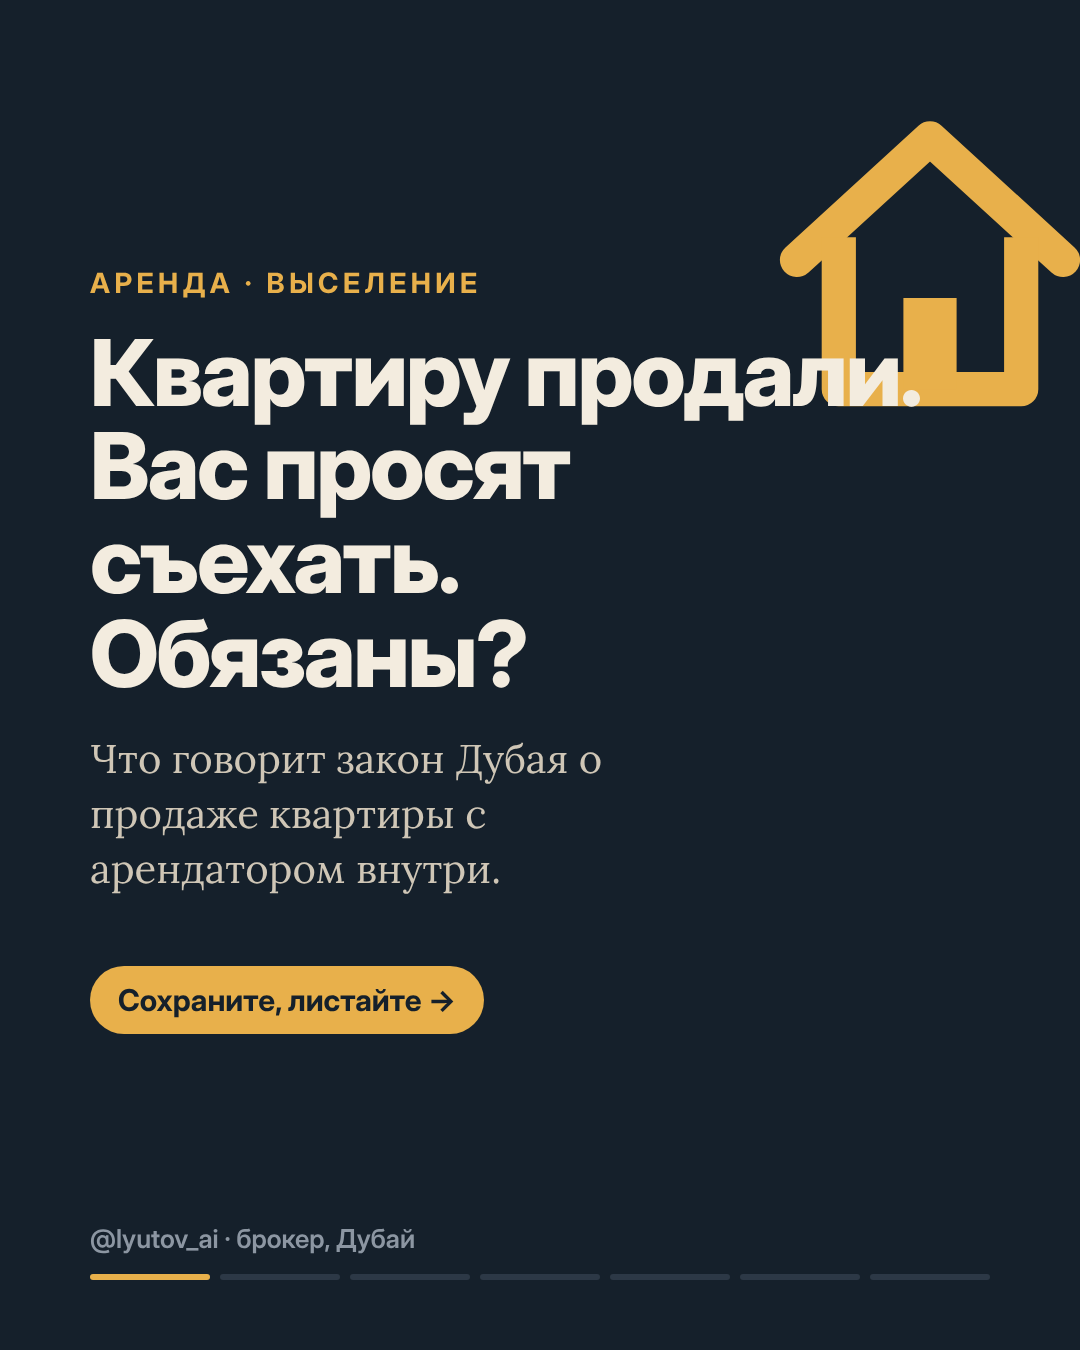 АРЕНДА · ВЫСЕЛЕНИЕ
Квартиру продали.
Вас просят
съехать.
Обязаны?
Что говорит закон Дубая о
продаже квартиры с
арендатором внутри.
Сохраните, листайте →
@lyutov_ai · брокер, Дубай